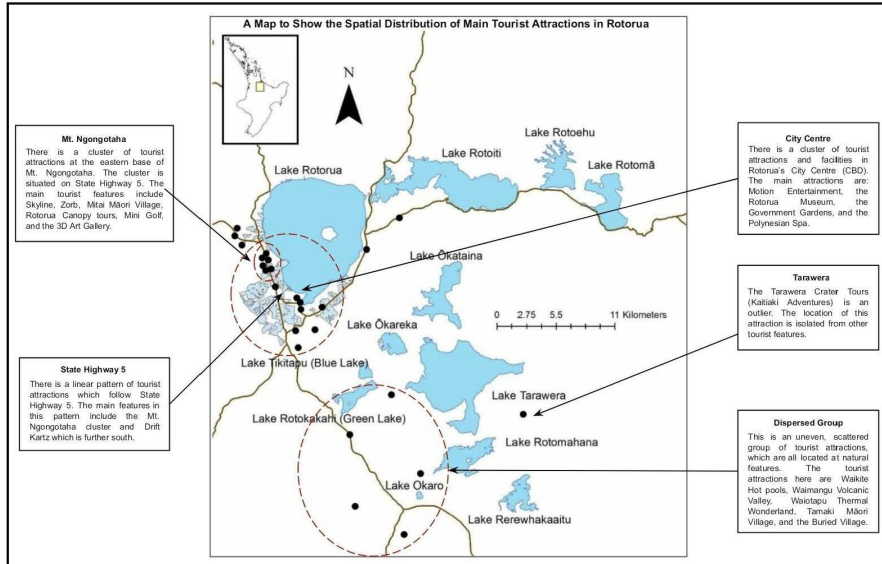 A Map to Show the Spatial Distribution of Main Tourist Attractions in Rotorua
N
Mt. Ngongotaha
There is a cluster of tourist
attractions at the eastern base of
Mt. Ngongotaha. The cluster is
situated on State Highway 5. The
main tourist features include
Skyline, Zorb, Mitai Māori Village,
Rotorua Canopy tours, Mini Golf,
and the 3D Art Gallery.
State Highway 5
There is a linear pattern of tourist
attractions which follow State
Highway 5. The main features in
this pattern include the Mt.
Ngongotaha cluster and Drift
Kartz which is further south.
Lake Rotorua
Lake Rotoiti
Lake Rotoehu
Lake Rotomā
Lake Ōkataina
Lake Ōkareka
Lake Tikitapu (Blue Lake)
Lake Rotokakahi (Green Lake)
Lake Tarawera
Lake Rotomahana
Lake Okaro
Lake Rerewhakaaitu
0 2.75 5.5 11 Kilometers
City Centre
There is a cluster of tourist
attractions and facilities in
Rotorua's City Centre (CBD).
The main attractions are:
Motion Entertainment, the
Rotorua Museum, the
Government Gardens, and the
Polynesian Spa.
Tarawera
The Tarawera Crater Tours
(Kaitiaki Adventures) is an
outlier. The location of this
attraction is isolated from other
tourist features.
Dispersed Group
This is an uneven, scattered
group of tourist attractions,
which are all located at natural
features. The tourist
attractions here are Waikite
Hot pools, Waimangu Volcanic
Valley, Waiotapu Thermal
Wonderland, Tamaki Māori
Village, and the Buried Village.